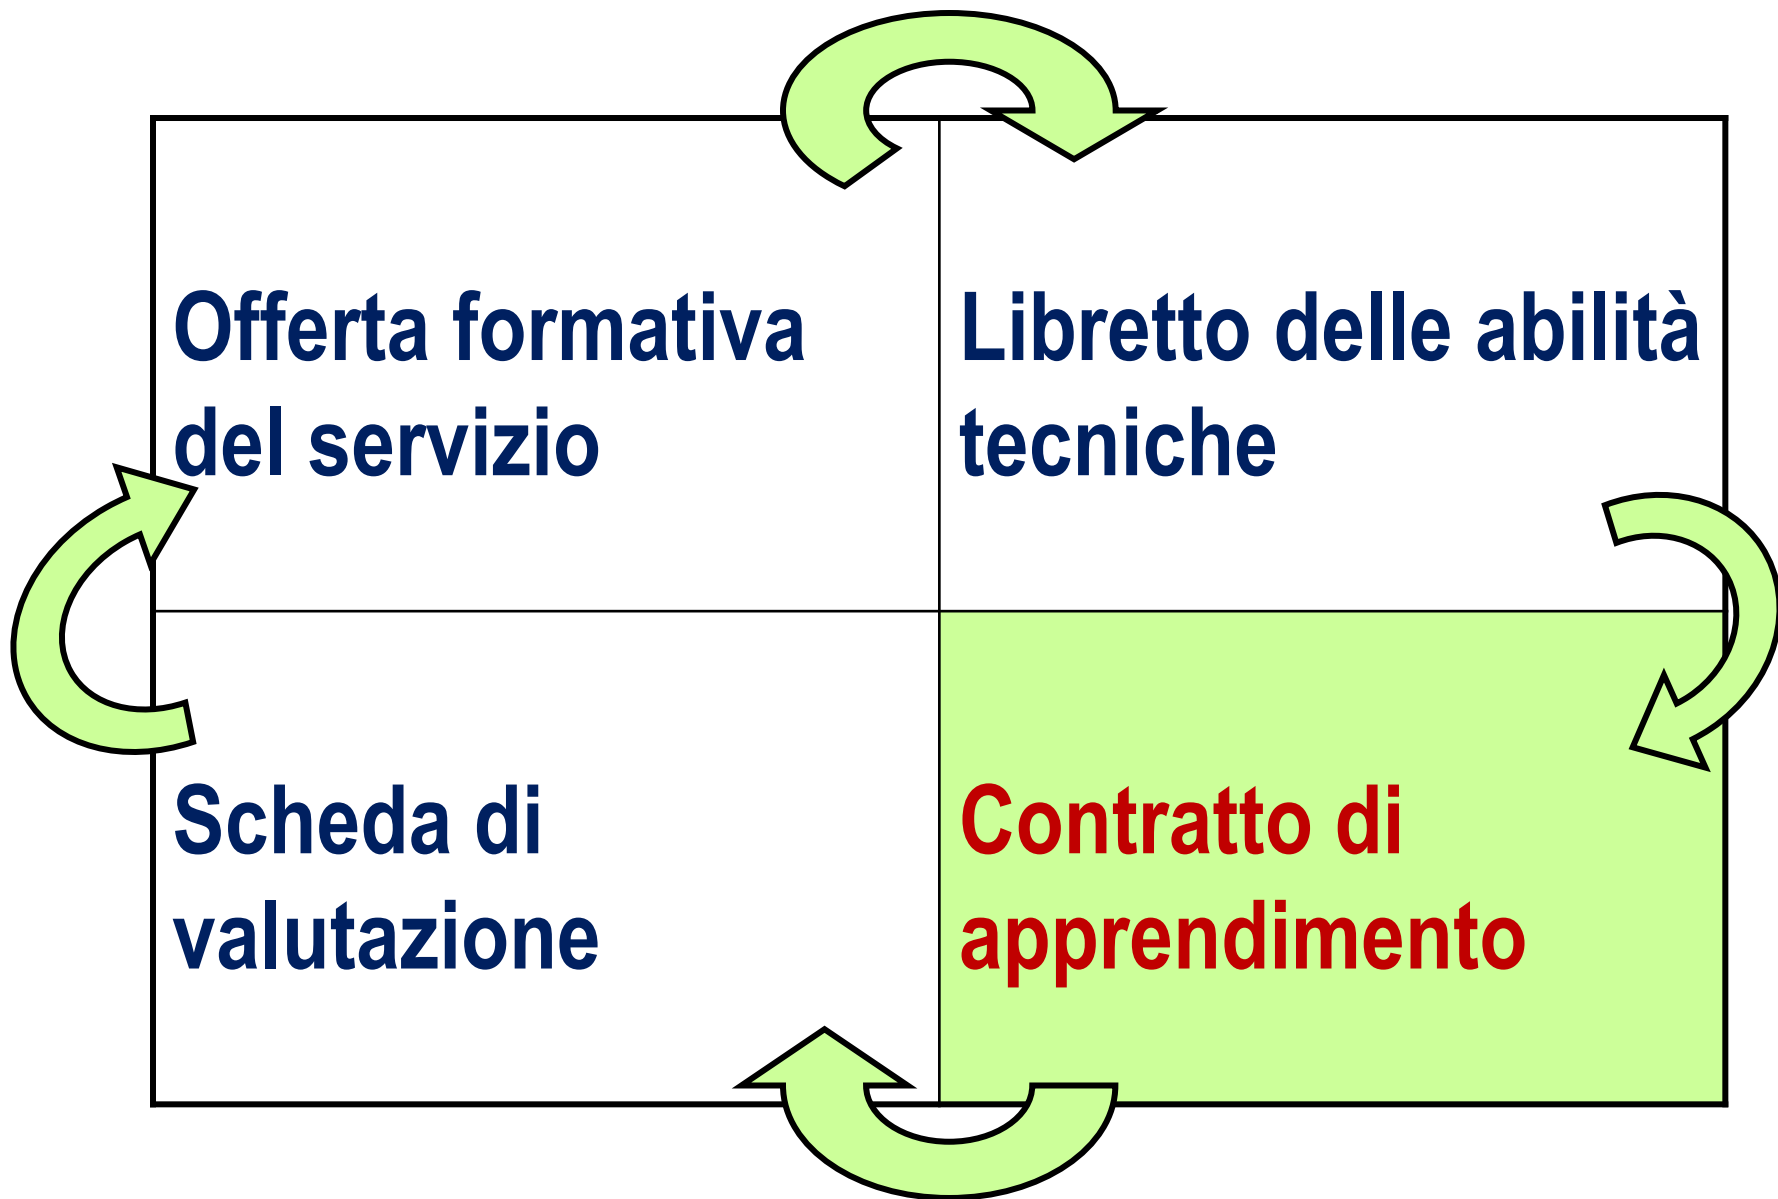 Offerta formativa
del servizio
Libretto delle abilità
tecniche
Scheda di
valutazione
Contratto di
apprendimento